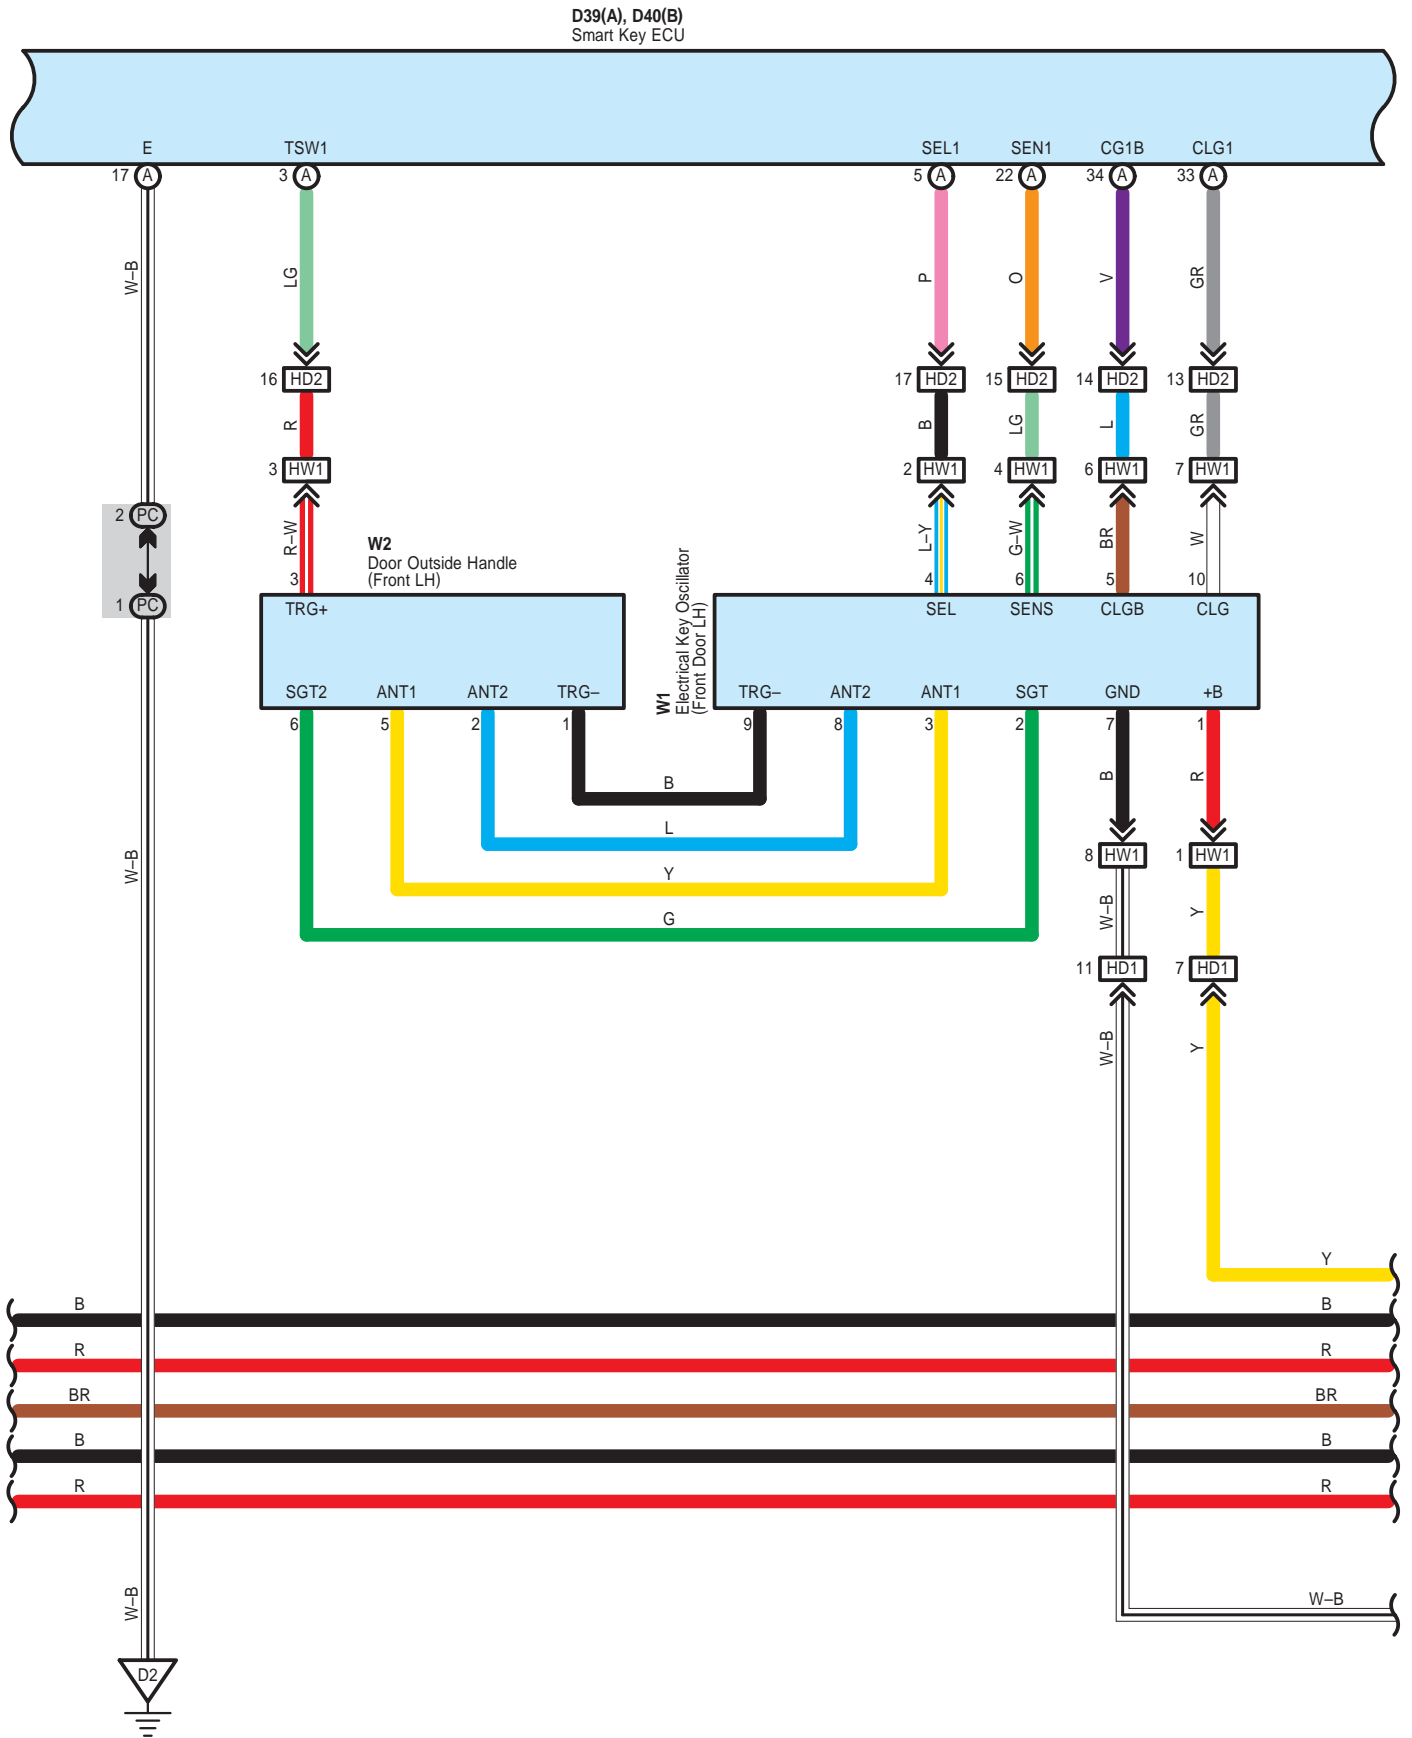 D39(A), D40(B)
Smart Key ECU
E TSW1 SEL1 SEN1 CG1B CLG1
17 A 3 A 5 A 22 A 34 A 33 A
W–B LG P O V GR
16 HD2 17 HD2 15 HD2 14 HD2 13 HD2
R B LG L GR
3 HW1 2 HW1 4 HW1 6 HW1 7 HW1
2 PC
R–W L–Y G–W BR W
W2
Door Outside Handle
(Front LH)
3 4 6 5 10
1 PC
TRG+ SEL SENS CLGB CLG
W1
Electrical Key Oscillator
(Front Door LH)
SGT2 ANT1 ANT2 TRG– TRG– ANT2 ANT1 SGT GND +B
6 5 2 1 9 8 3 2 7 1
B B R
L
8 HW1 1 HW1
W–B Y
G W–B Y
11 HD1 7 HD1
W–B Y
Y
B B
R R
BR BR
B B
R R
W–B W–B
D2